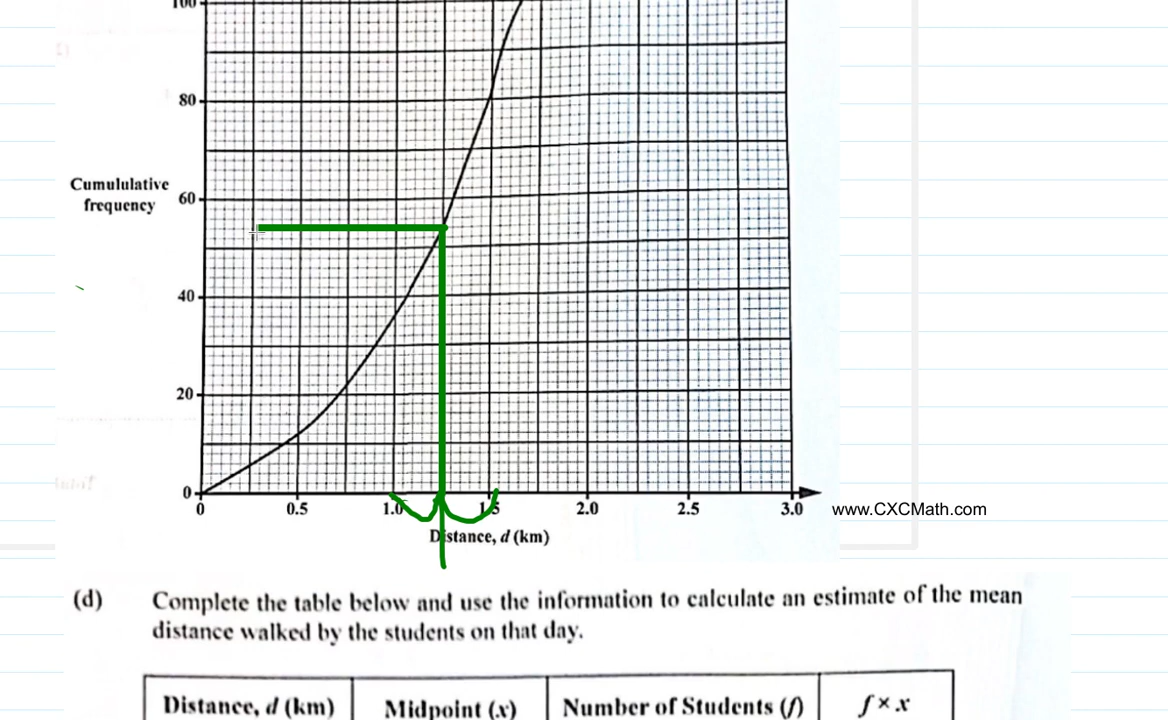 100
80
Cumululative
frequency
60
40
20
0
0 0.5 1.0 1.5 2.0 2.5 3.0
Distance, d (km)
www.CXCMath.com
(d) Complete the table below and use the information to calculate an estimate of the mean
distance walked by the students on that day.
Distance, d (km) Midpoint (x) Number of Students (f) f × x